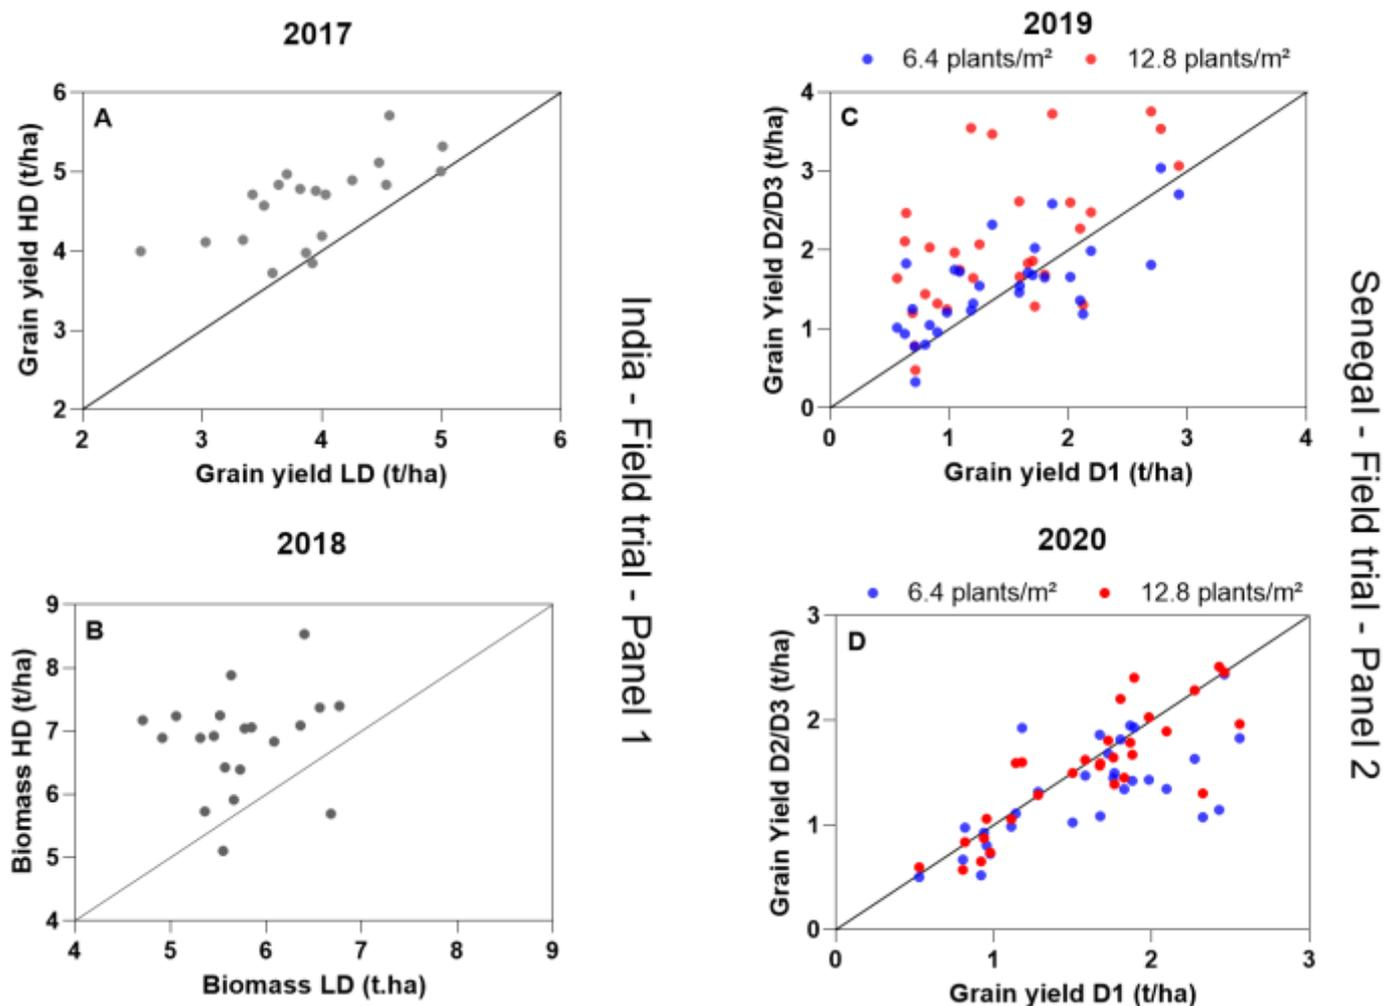 2017
A
Grain yield HD (t/ha)
6
5
4
3
2
2 3 4 5 6
Grain yield LD (t/ha)
2018
B
Biomass HD (t/ha)
9
8
7
6
5
4
4 5 6 7 8 9
Biomass LD (t.ha)
India - Field trial - Panel 1
2019
6.4 plants/m² 12.8 plants/m²
C
Grain Yield D2/D3 (t/ha)
4
3
2
1
0
0 1 2 3 4
Grain yield D1 (t/ha)
2020
6.4 plants/m² 12.8 plants/m²
D
Grain Yield D2/D3 (t/ha)
3
2
1
0
0 1 2 3
Grain yield D1 (t/ha)
Senegal - Field trial - Panel 2